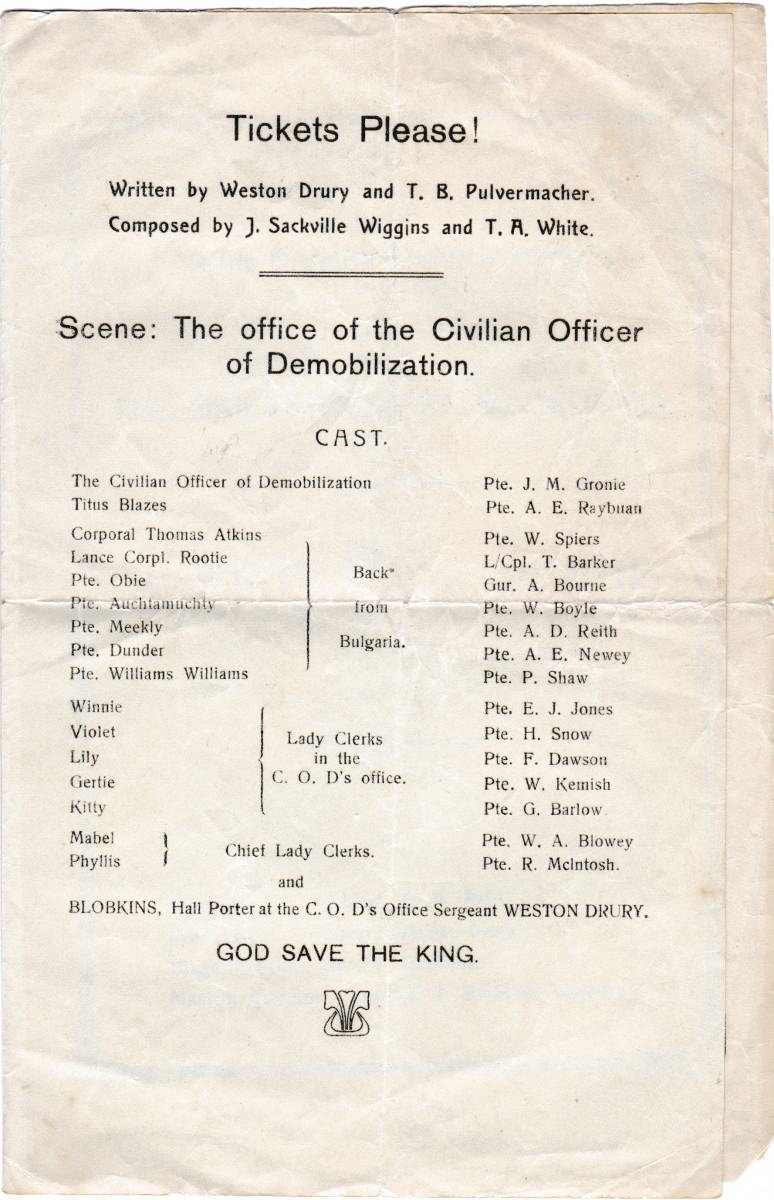 Tickets Please!
Written by Weston Drury and T. B. Pulvermacher.
Composed by J. Sackville Wiggins and T. A. White.
Scene: The office of the Civilian Officer
of Demobilization.
CAST.
The Civilian Officer of Demobilization Pte. J. M. Gronie
Titus Blazes Pte. A. E. Raybuan
Corporal Thomas Atkins Pte. W. Spiers
Lance Corpl. Rootie L/Cpl. T. Barker
Pte. Obie Back Gur. A. Bourne
Pte. Auchtamuchty from Pte. W. Boyle
Pte. Meekly Bulgaria. Pte. A. D. Reith
Pte. Dunder Pte. A. E. Newey
Pte. Williams Williams Pte. P. Shaw
Winnie Pte. E. J. Jones
Violet Lady Clerks Pte. H. Snow
Lily in the Pte. F. Dawson
Gertie C. O. D's office. Pte. W. Kemish
Kitty Pte. G. Barlow.
Mabel Chief Lady Clerks. Pte. W. A. Blowey
Phyllis Pte. R. McIntosh.
and
BLOBKINS, Hall Porter at the C. O. D's Office Sergeant WESTON DRURY.
GOD SAVE THE KING.